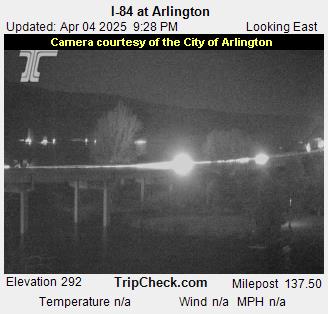 I-84 at Arlington
Updated: Apr 04 2025 9:28 PM Looking East
Camera courtesy of the City of Arlington
Elevation 292 TripCheck.com Milepost 137.50
Temperature n/a Wind n/a MPH n/a